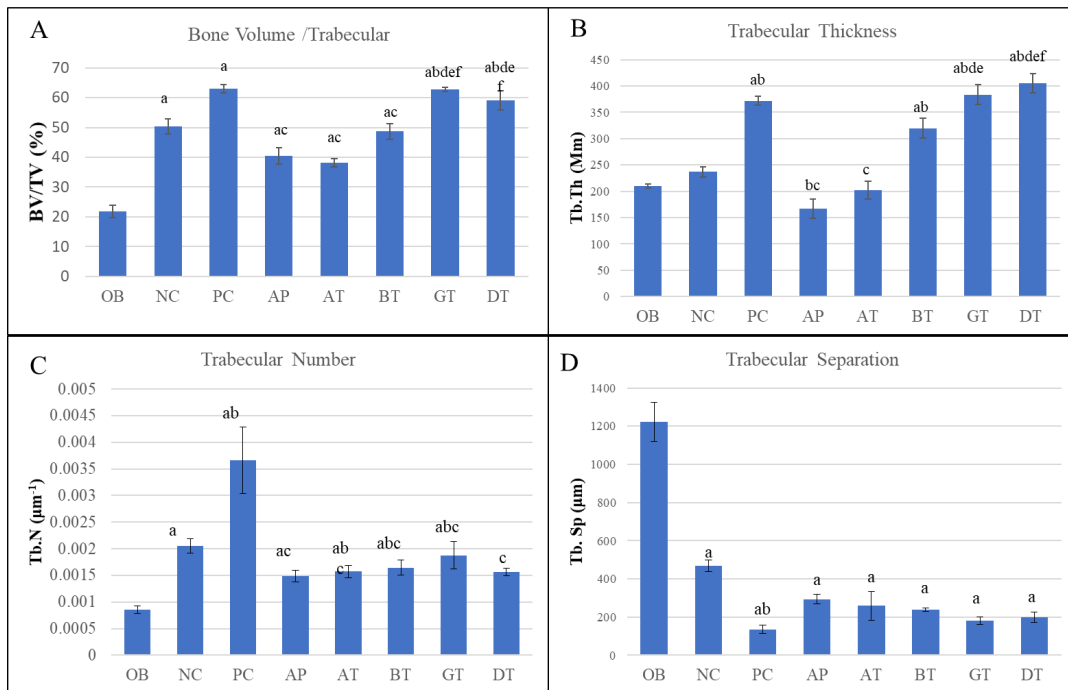 A
Bone Volume /Trabecular
BV/TV (%)
70
60
50
40
30
20
10
0
a
a
ac
ac
ac
abdef
abde
f
OB NC PC AP AT BT GT DT
B
Trabecular Thickness
Tb.Th (Mm)
450
400
350
300
250
200
150
100
50
0
ab
bc
c
ab
abde
abdef
OB NC PC AP AT BT GT DT
C
Trabecular Number
Tb.N (µm⁻¹)
0.005
0.0045
0.004
0.0035
0.003
0.0025
0.002
0.0015
0.001
0.0005
0
a
ab
ac
ab
c
abc
abc
c
OB NC PC AP AT BT GT DT
D
Trabecular Separation
Tb. Sp (µm)
1400
1200
1000
800
600
400
200
0
a
ab
a
a
a
a
a
OB NC PC AP AT BT GT DT